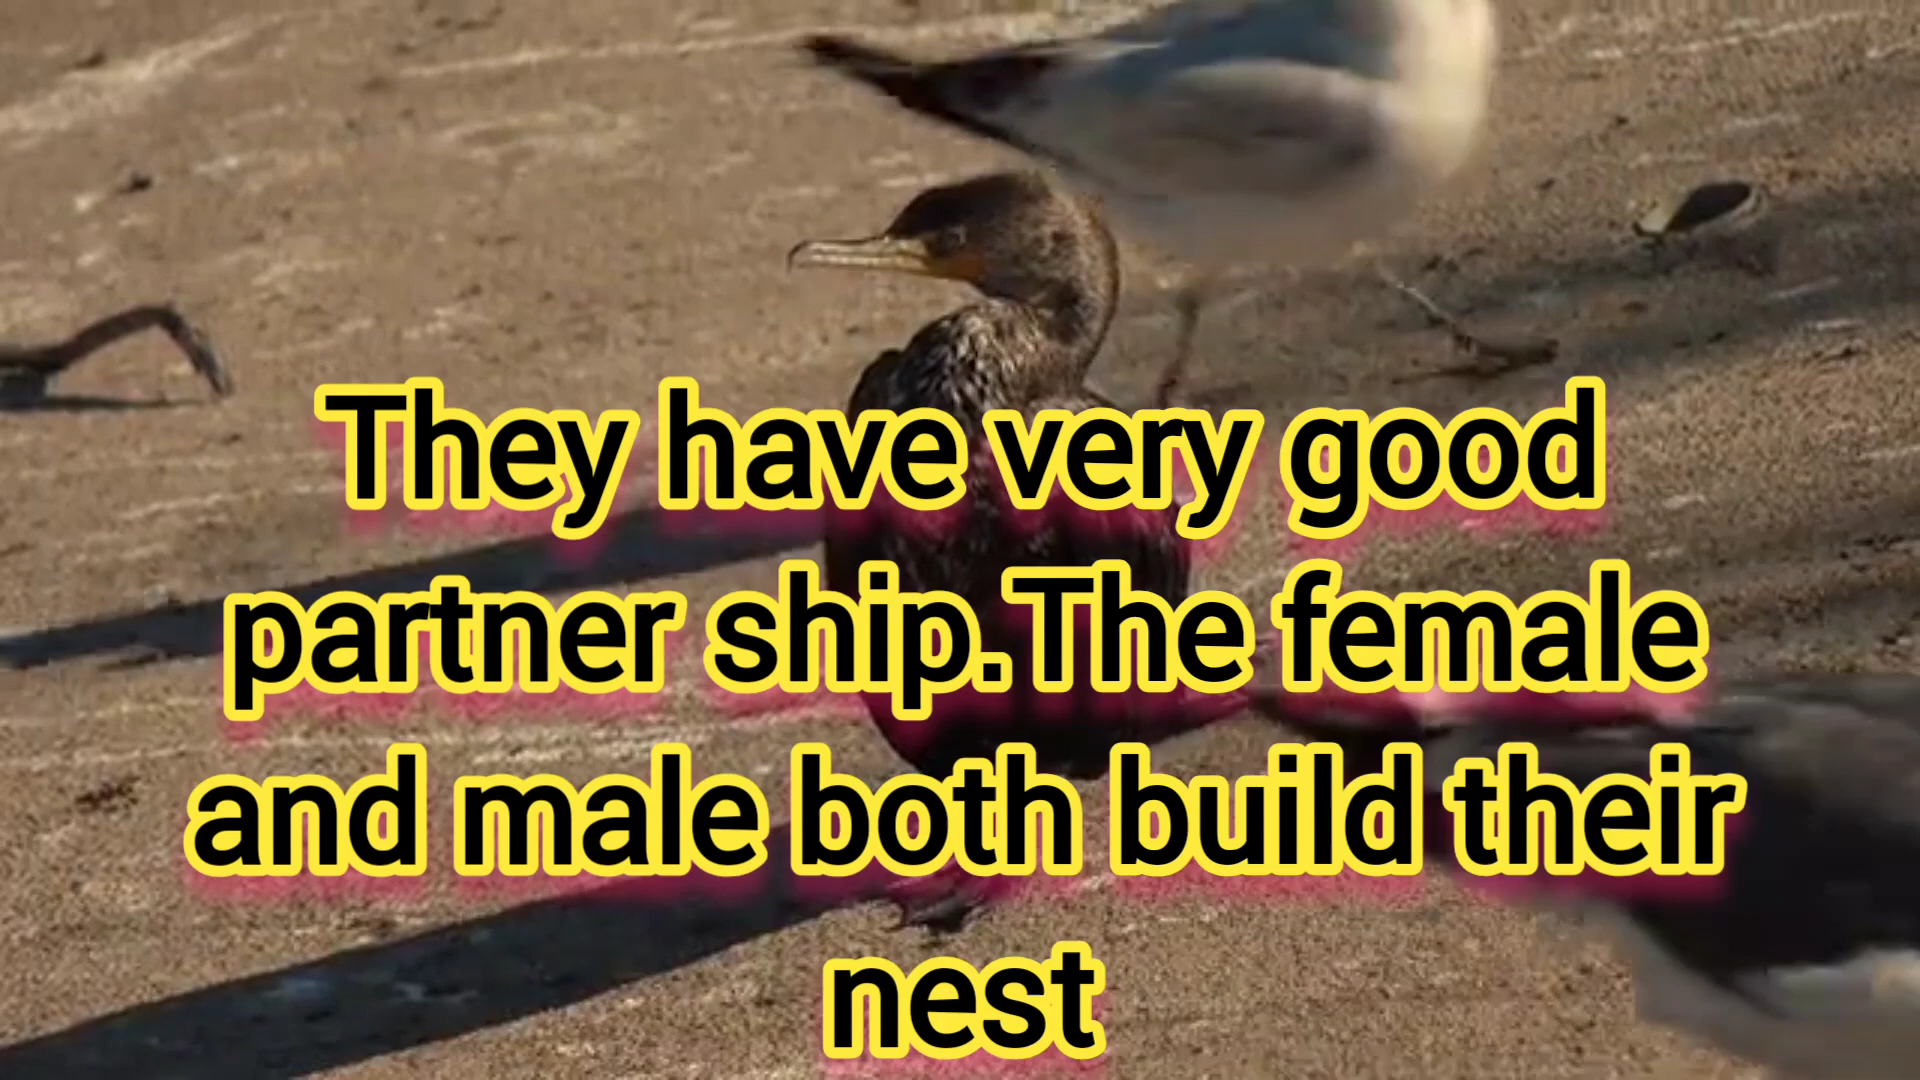 They have very good
partner ship.The female
and male both build their
nest